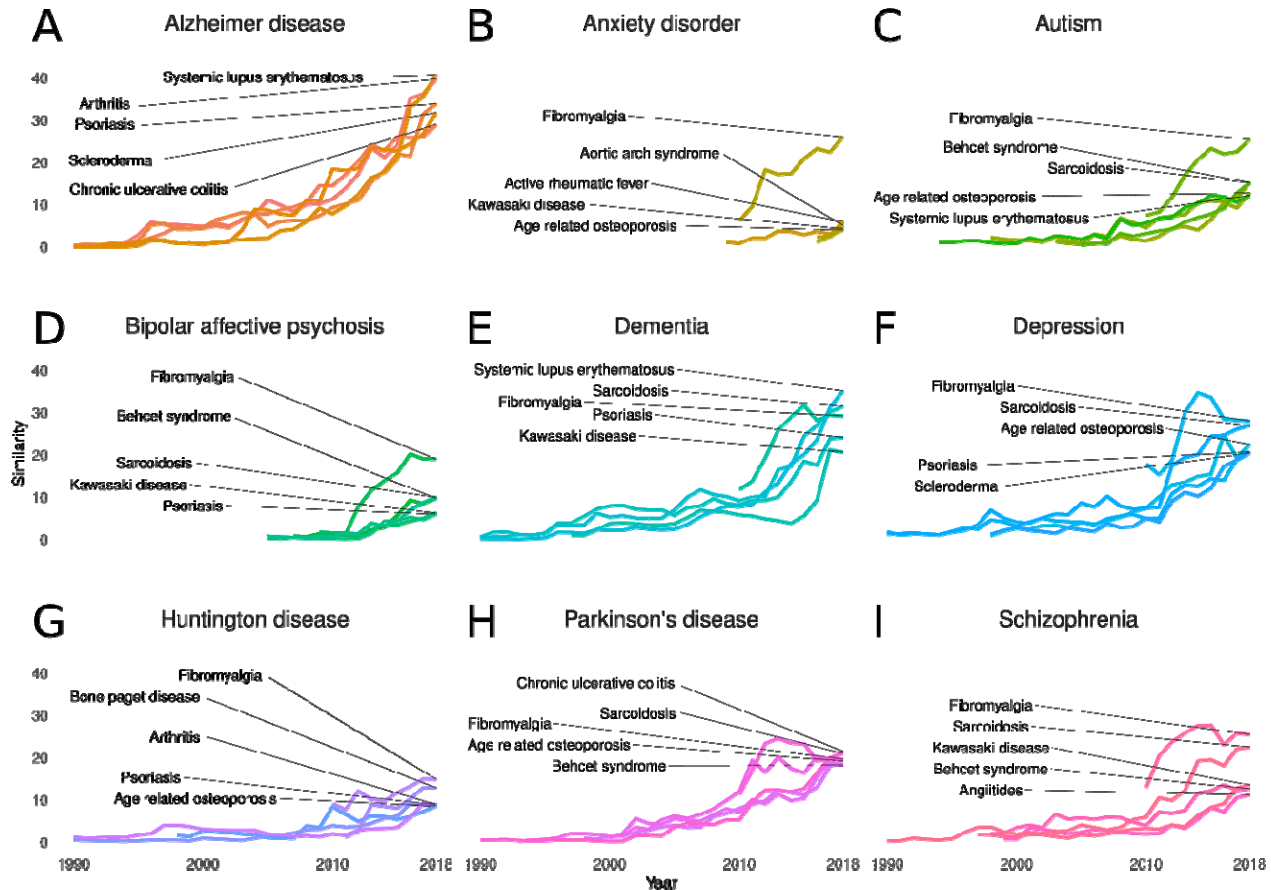 A Alzheimer disease
40
30
20
10
0
Systemic lupus erythematosus
Arthritis
Psoriasis
Scleroderma
Chronic ulcerative colitis
B Anxiety disorder
Fibromyalgia
Aortic arch syndrome
Active rheumatic fever
Kawasaki disease
Age related osteoporosis
C Autism
Fibromyalgia
Behcet syndrome
Sarcoidosis
Age related osteoporosis
Systemic lupus erythematosus
D Bipolar affective psychosis
Similarity
40
30
20
10
0
Fibromyalgia
Behcet syndrome
Sarcoidosis
Kawasaki disease
Psoriasis
E Dementia
Systemic lupus erythematosus
Sarcoidosis
Fibromyalgia
Psoriasis
Kawasaki disease
F Depression
Fibromyalgia
Sarcoidosis
Age related osteoporosis
Psoriasis
Scleroderma
G Huntington disease
40
30
20
10
0
Fibromyalgia
Bone paget disease
Arthritis
Psoriasis
Age related osteoporosis
1990 2000 2010 2018
H Parkinson's disease
Chronic ulcerative colitis
Sarcoidosis
Fibromyalgia
Age related osteoporosis
Behcet syndrome
1990 2000 2010 2018
Year
I Schizophrenia
Fibromyalgia
Sarcoidosis
Kawasaki disease
Behcet syndrome
Angiitides
1990 2000 2010 2018